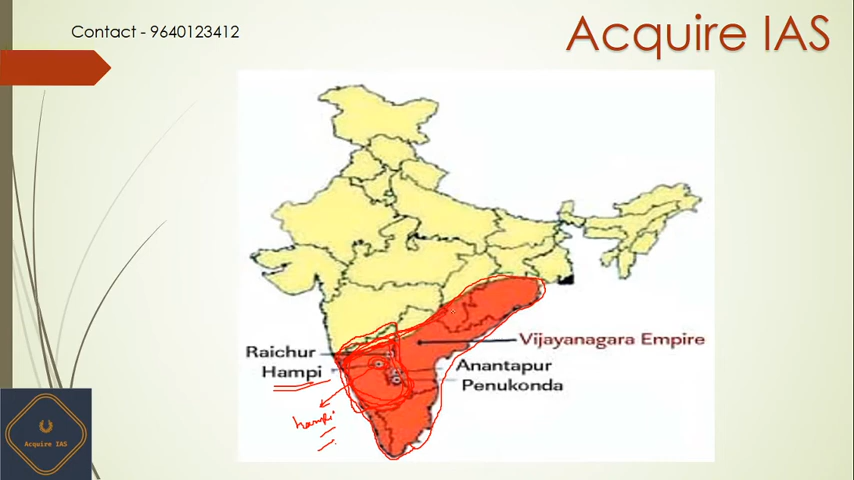 Contact - 9640123412
Acquire IAS
Vijayanagara Empire
Raichur
Hampi
Anantapur
Penukonda
hampi
Acquire IAS